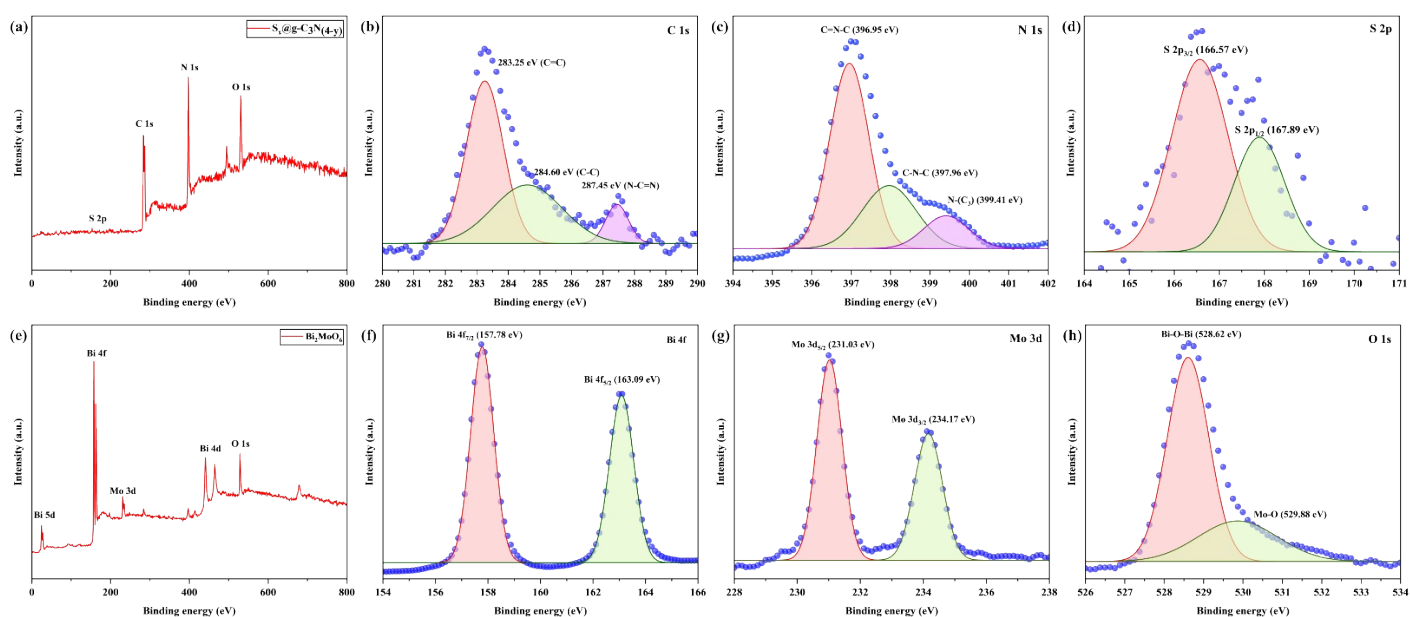 (a)
S_x@g-C3N(4-y)
N 1s
O 1s
C 1s
S 2p
Intensity (a.u.)
0 200 400 600 800
Binding energy (eV)
(b)
C 1s
283.25 eV (C=C)
284.60 eV (C-C)
287.45 eV (N-C=N)
Intensity (a.u.)
280 281 282 283 284 285 286 287 288 289 290
Binding energy (eV)
(c)
N 1s
C=N-C (396.95 eV)
C-N-C (397.96 eV)
N-(C3) (399.41 eV)
Intensity (a.u.)
394 395 396 397 398 399 400 401 402
Binding energy (eV)
(d)
S 2p
S 2p3/2 (166.57 eV)
S 2p1/2 (167.89 eV)
Intensity (a.u.)
164 165 166 167 168 169 170 171
Binding energy (eV)
(e)
Bi2MoO6
Bi 4f
Bi 4d
O 1s
Mo 3d
Bi 5d
Intensity (a.u.)
0 200 400 600 800
Binding energy (eV)
(f)
Bi 4f7/2 (157.78 eV)
Bi 4f
Bi 4f5/2 (163.09 eV)
Intensity (a.u.)
154 156 158 160 162 164 166
Binding energy (eV)
(g)
Mo 3d5/2 (231.03 eV)
Mo 3d
Mo 3d3/2 (234.17 eV)
Intensity (a.u.)
228 230 232 234 236 238
Binding energy (eV)
(h)
Bi-O-Bi (528.62 eV)
O 1s
Mo-O (529.88 eV)
Intensity (a.u.)
526 527 528 529 530 531 532 533 534
Binding energy (eV)